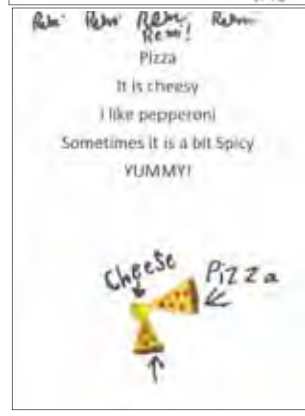 Pizza
It is cheesy
I like pepperoni
Sometimes it is a bit Spicy
YUMMY!
Cheese
Pizza